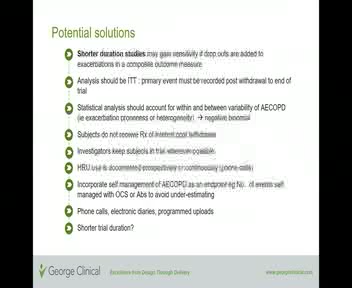 Potential solutions
Shorter duration studies may gain sensitivity if drop outs are added to
exacerbations in a composite outcome measure
Analysis should be ITT : primary event must be recorded post withdrawal to end of
trial
Statistical analysis should account for within and between variability of AECOPD
(ie exacerbation proneness or heterogeneity) → negative binomial
Subjects do not receive Rx of interest post withdrawal
Investigators keep subjects in trial wherever possible
HRU use is documented prospectively or continuously (phone calls)
Incorporate self management of AECOPD as an endpoint eg No. of events self
managed with OCS or Abs to avoid under-estimating
Phone calls, electronic diaries, programmed uploads
Shorter trial duration?
George Clinical
Excellence from Design Through Delivery
www.georgeclinical.com